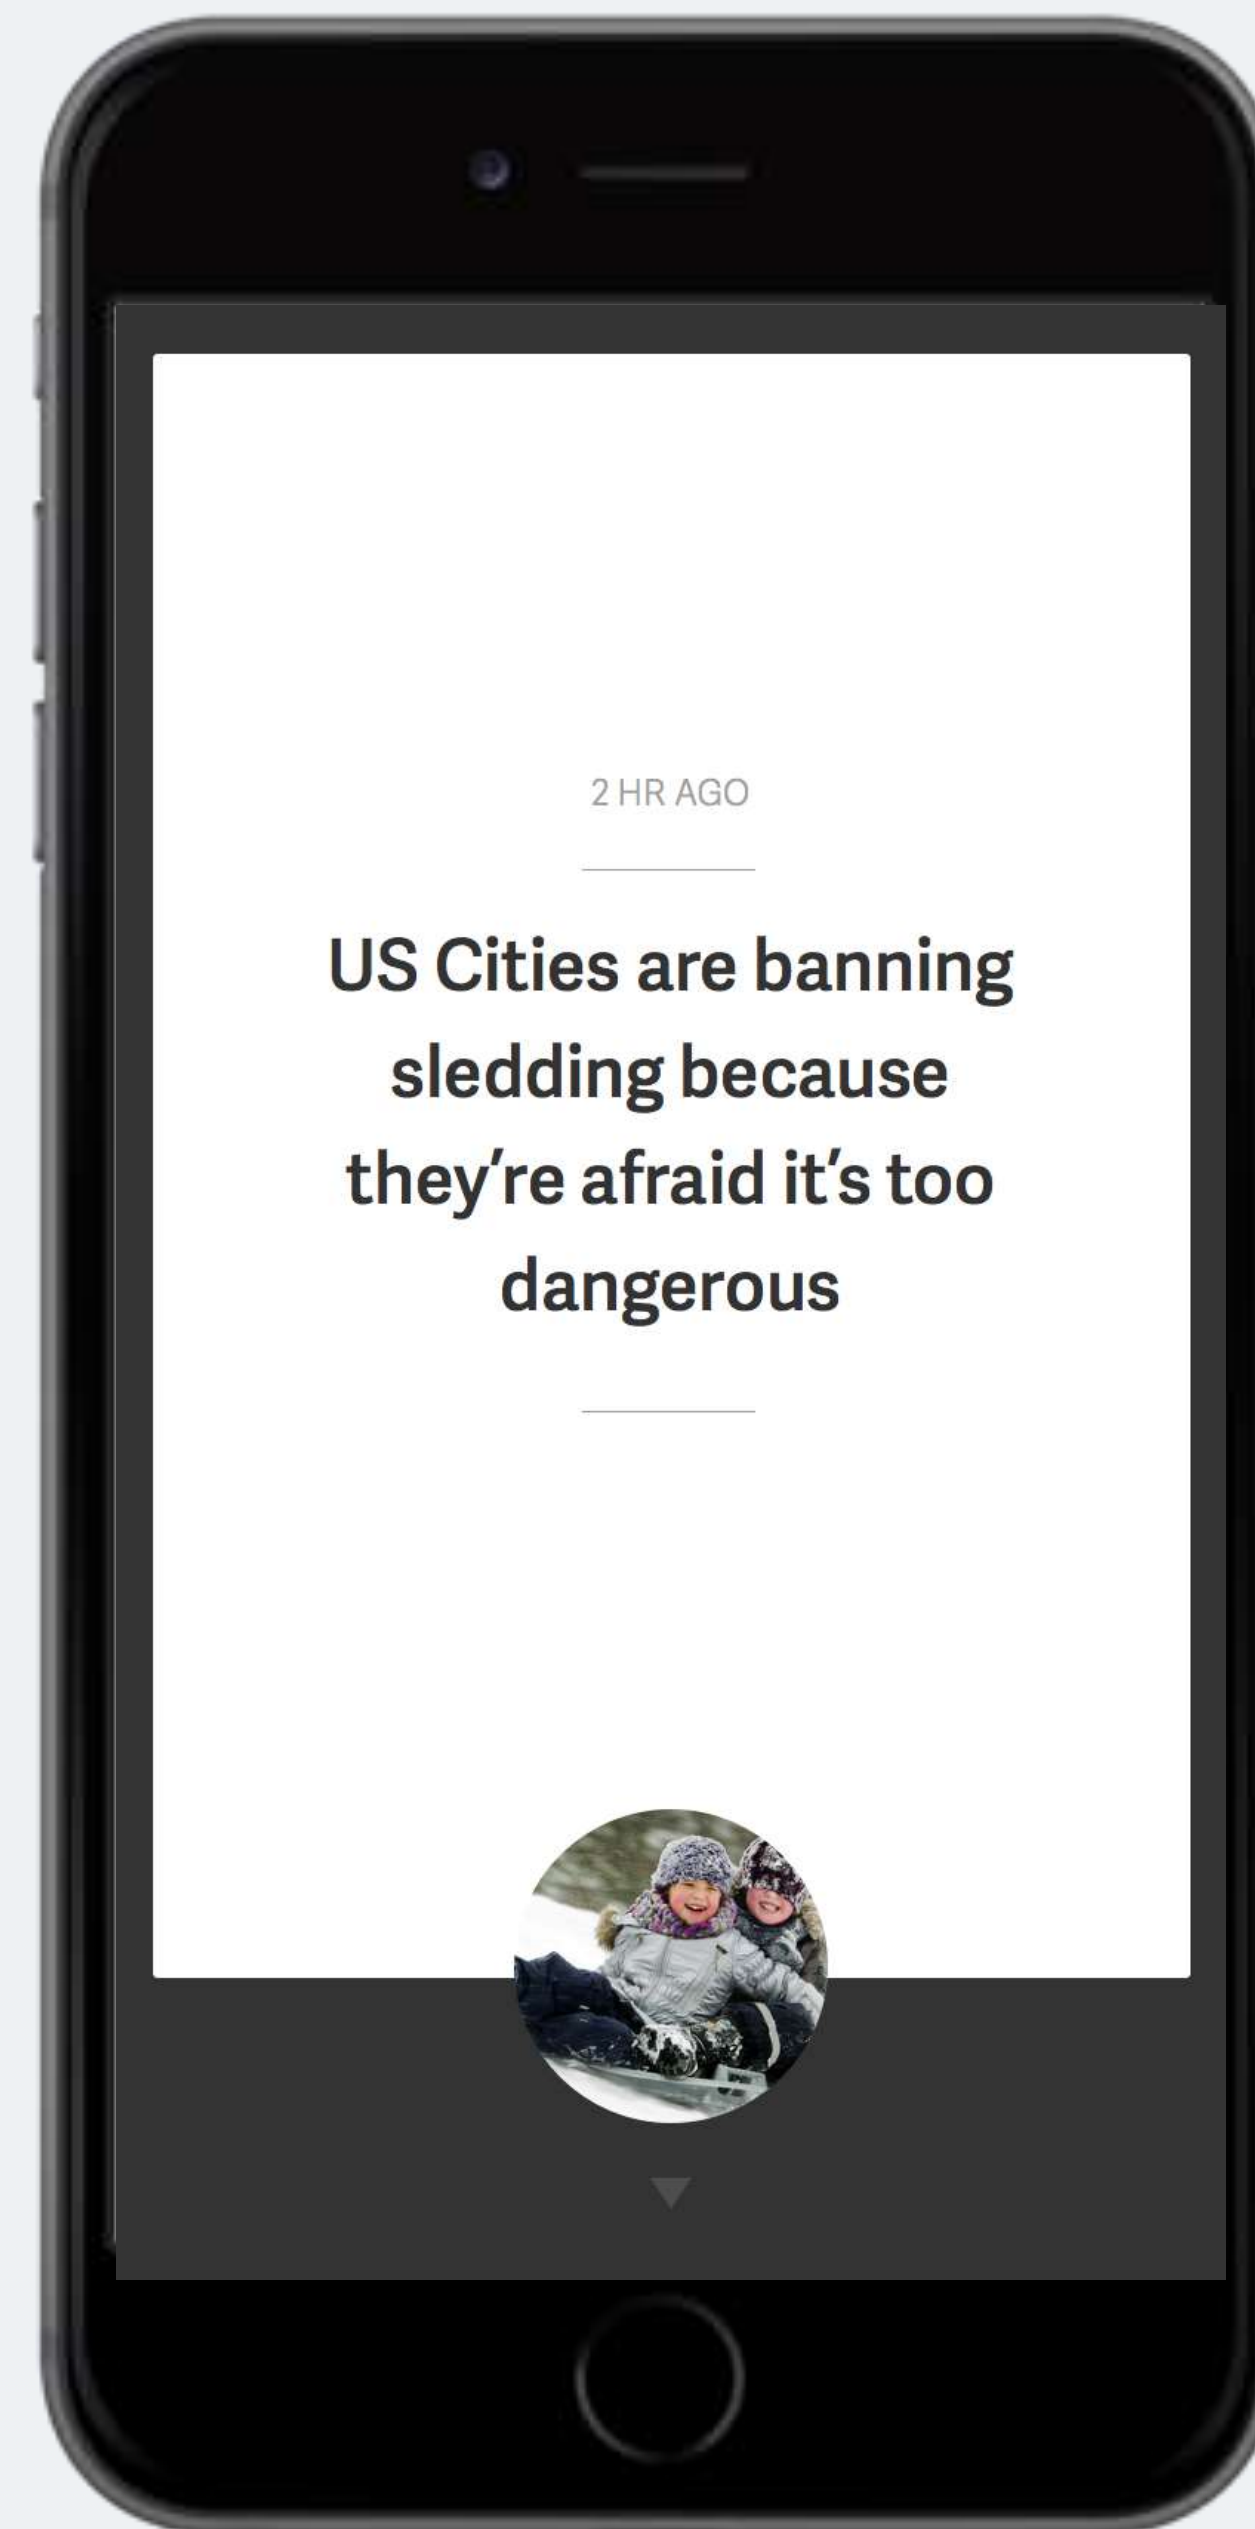 2 HR AGO
US Cities are banning
sledding because
they’re afraid it’s too
dangerous